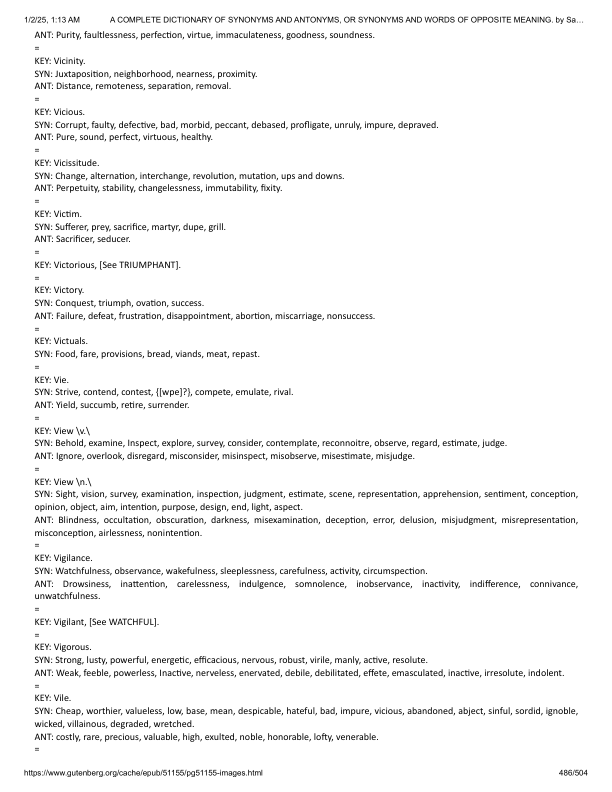 1/2/25, 1:13 AM A COMPLETE DICTIONARY OF SYNONYMS AND ANTONYMS, OR SYNONYMS AND WORDS OF OPPOSITE MEANING. by Sa…
ANT: Purity, faultlessness, perfection, virtue, immaculateness, goodness, soundness.
=
KEY: Vicinity.
SYN: Juxtaposition, neighborhood, nearness, proximity.
ANT: Distance, remoteness, separation, removal.
=
KEY: Vicious.
SYN: Corrupt, faulty, defective, bad, morbid, peccant, debased, profligate, unruly, impure, depraved.
ANT: Pure, sound, perfect, virtuous, healthy.
=
KEY: Vicissitude.
SYN: Change, alternation, interchange, revolution, mutation, ups and downs.
ANT: Perpetuity, stability, changelessness, immutability, fixity.
=
KEY: Victim.
SYN: Sufferer, prey, sacrifice, martyr, dupe, grill.
ANT: Sacrificer, seducer.
=
KEY: Victorious, [See TRIUMPHANT].
=
KEY: Victory.
SYN: Conquest, triumph, ovation, success.
ANT: Failure, defeat, frustration, disappointment, abortion, miscarriage, nonsuccess.
=
KEY: Victuals.
SYN: Food, fare, provisions, bread, viands, meat, repast.
=
KEY: Vie.
SYN: Strive, contend, contest, {[wpe]?}, compete, emulate, rival.
ANT: Yield, succumb, retire, surrender.
=
KEY: View \v.\
SYN: Behold, examine, Inspect, explore, survey, consider, contemplate, reconnoitre, observe, regard, estimate, judge.
ANT: Ignore, overlook, disregard, misconsider, misinspect, misobserve, misestimate, misjudge.
=
KEY: View \n.\
SYN: Sight, vision, survey, examination, inspection, judgment, estimate, scene, representation, apprehension, sentiment, conception,
opinion, object, aim, intention, purpose, design, end, light, aspect.
ANT: Blindness, occultation, obscuration, darkness, misexamination, deception, error, delusion, misjudgment, misrepresentation,
misconception, airlessness, nonintention.
=
KEY: Vigilance.
SYN: Watchfulness, observance, wakefulness, sleeplessness, carefulness, activity, circumspection.
ANT: Drowsiness, inattention, carelessness, indulgence, somnolence, inobservance, inactivity, indifference, connivance,
unwatchfulness.
=
KEY: Vigilant, [See WATCHFUL].
=
KEY: Vigorous.
SYN: Strong, lusty, powerful, energetic, efficacious, nervous, robust, virile, manly, active, resolute.
ANT: Weak, feeble, powerless, Inactive, nerveless, enervated, debile, debilitated, effete, emasculated, inactive, irresolute, indolent.
=
KEY: Vile.
SYN: Cheap, worthier, valueless, low, base, mean, despicable, hateful, bad, impure, vicious, abandoned, abject, sinful, sordid, ignoble,
wicked, villainous, degraded, wretched.
ANT: costly, rare, precious, valuable, high, exulted, noble, honorable, lofty, venerable.
=
https://www.gutenberg.org/cache/epub/51155/pg51155-images.html 486/504